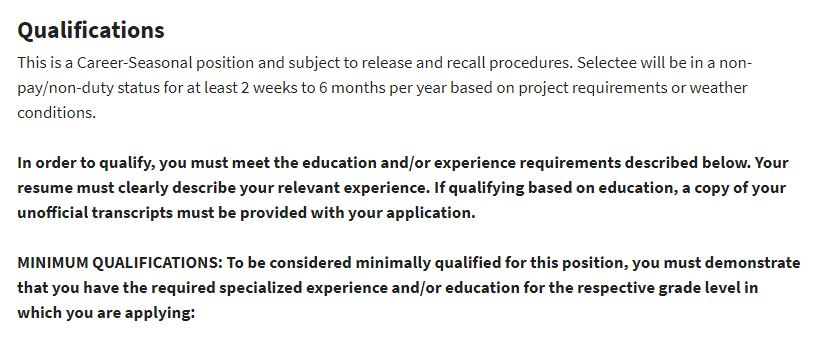 Qualifications
This is a Career-Seasonal position and subject to release and recall procedures. Selectee will be in a non-
pay/non-duty status for at least 2 weeks to 6 months per year based on project requirements or weather
conditions.
In order to qualify, you must meet the education and/or experience requirements described below. Your
resume must clearly describe your relevant experience. If qualifying based on education, a copy of your
unofficial transcripts must be provided with your application.
MINIMUM QUALIFICATIONS: To be considered minimally qualified for this position, you must demonstrate
that you have the required specialized experience and/or education for the respective grade level in
which you are applying: